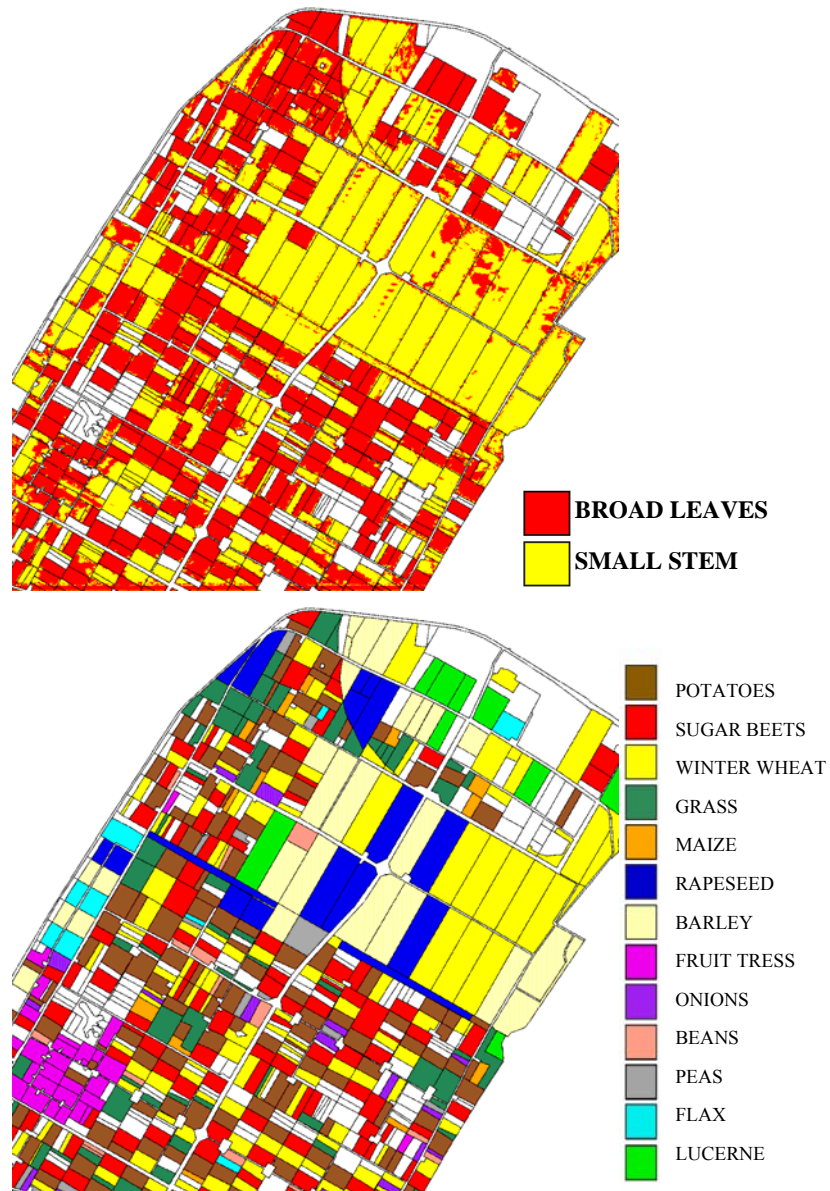 BROAD LEAVES
SMALL STEM
POTATOES
SUGAR BEETS
WINTER WHEAT
GRASS
MAIZE
RAPESEED
BARLEY
FRUIT TRESS
ONIONS
BEANS
PEAS
FLAX
LUCERNE